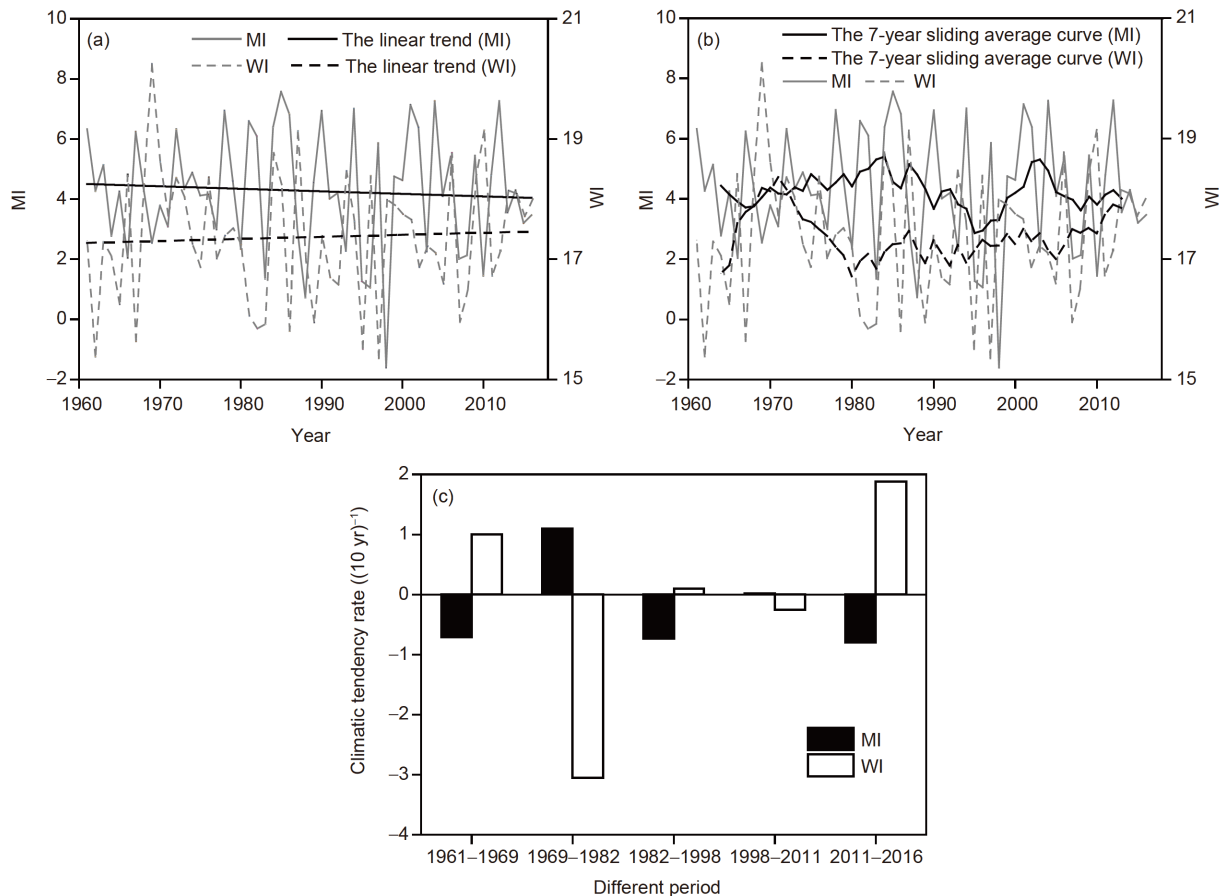 (a)
MI
The linear trend (MI)
WI
The linear trend (WI)
10
8
6
4
2
0
–2
21
19
17
15
MI
WI
1960
1970
1980
1990
2000
2010
Year
(b)
The 7-year sliding average curve (MI)
The 7-year sliding average curve (WI)
MI
WI
10
8
6
4
2
0
–2
21
19
17
15
MI
WI
1960
1970
1980
1990
2000
2010
Year
(c)
2
1
0
–1
–2
–3
–4
Climatic tendency rate ((10 yr)⁻¹)
MI
WI
1961–1969
1969–1982
1982–1998
1998–2011
2011–2016
Different period